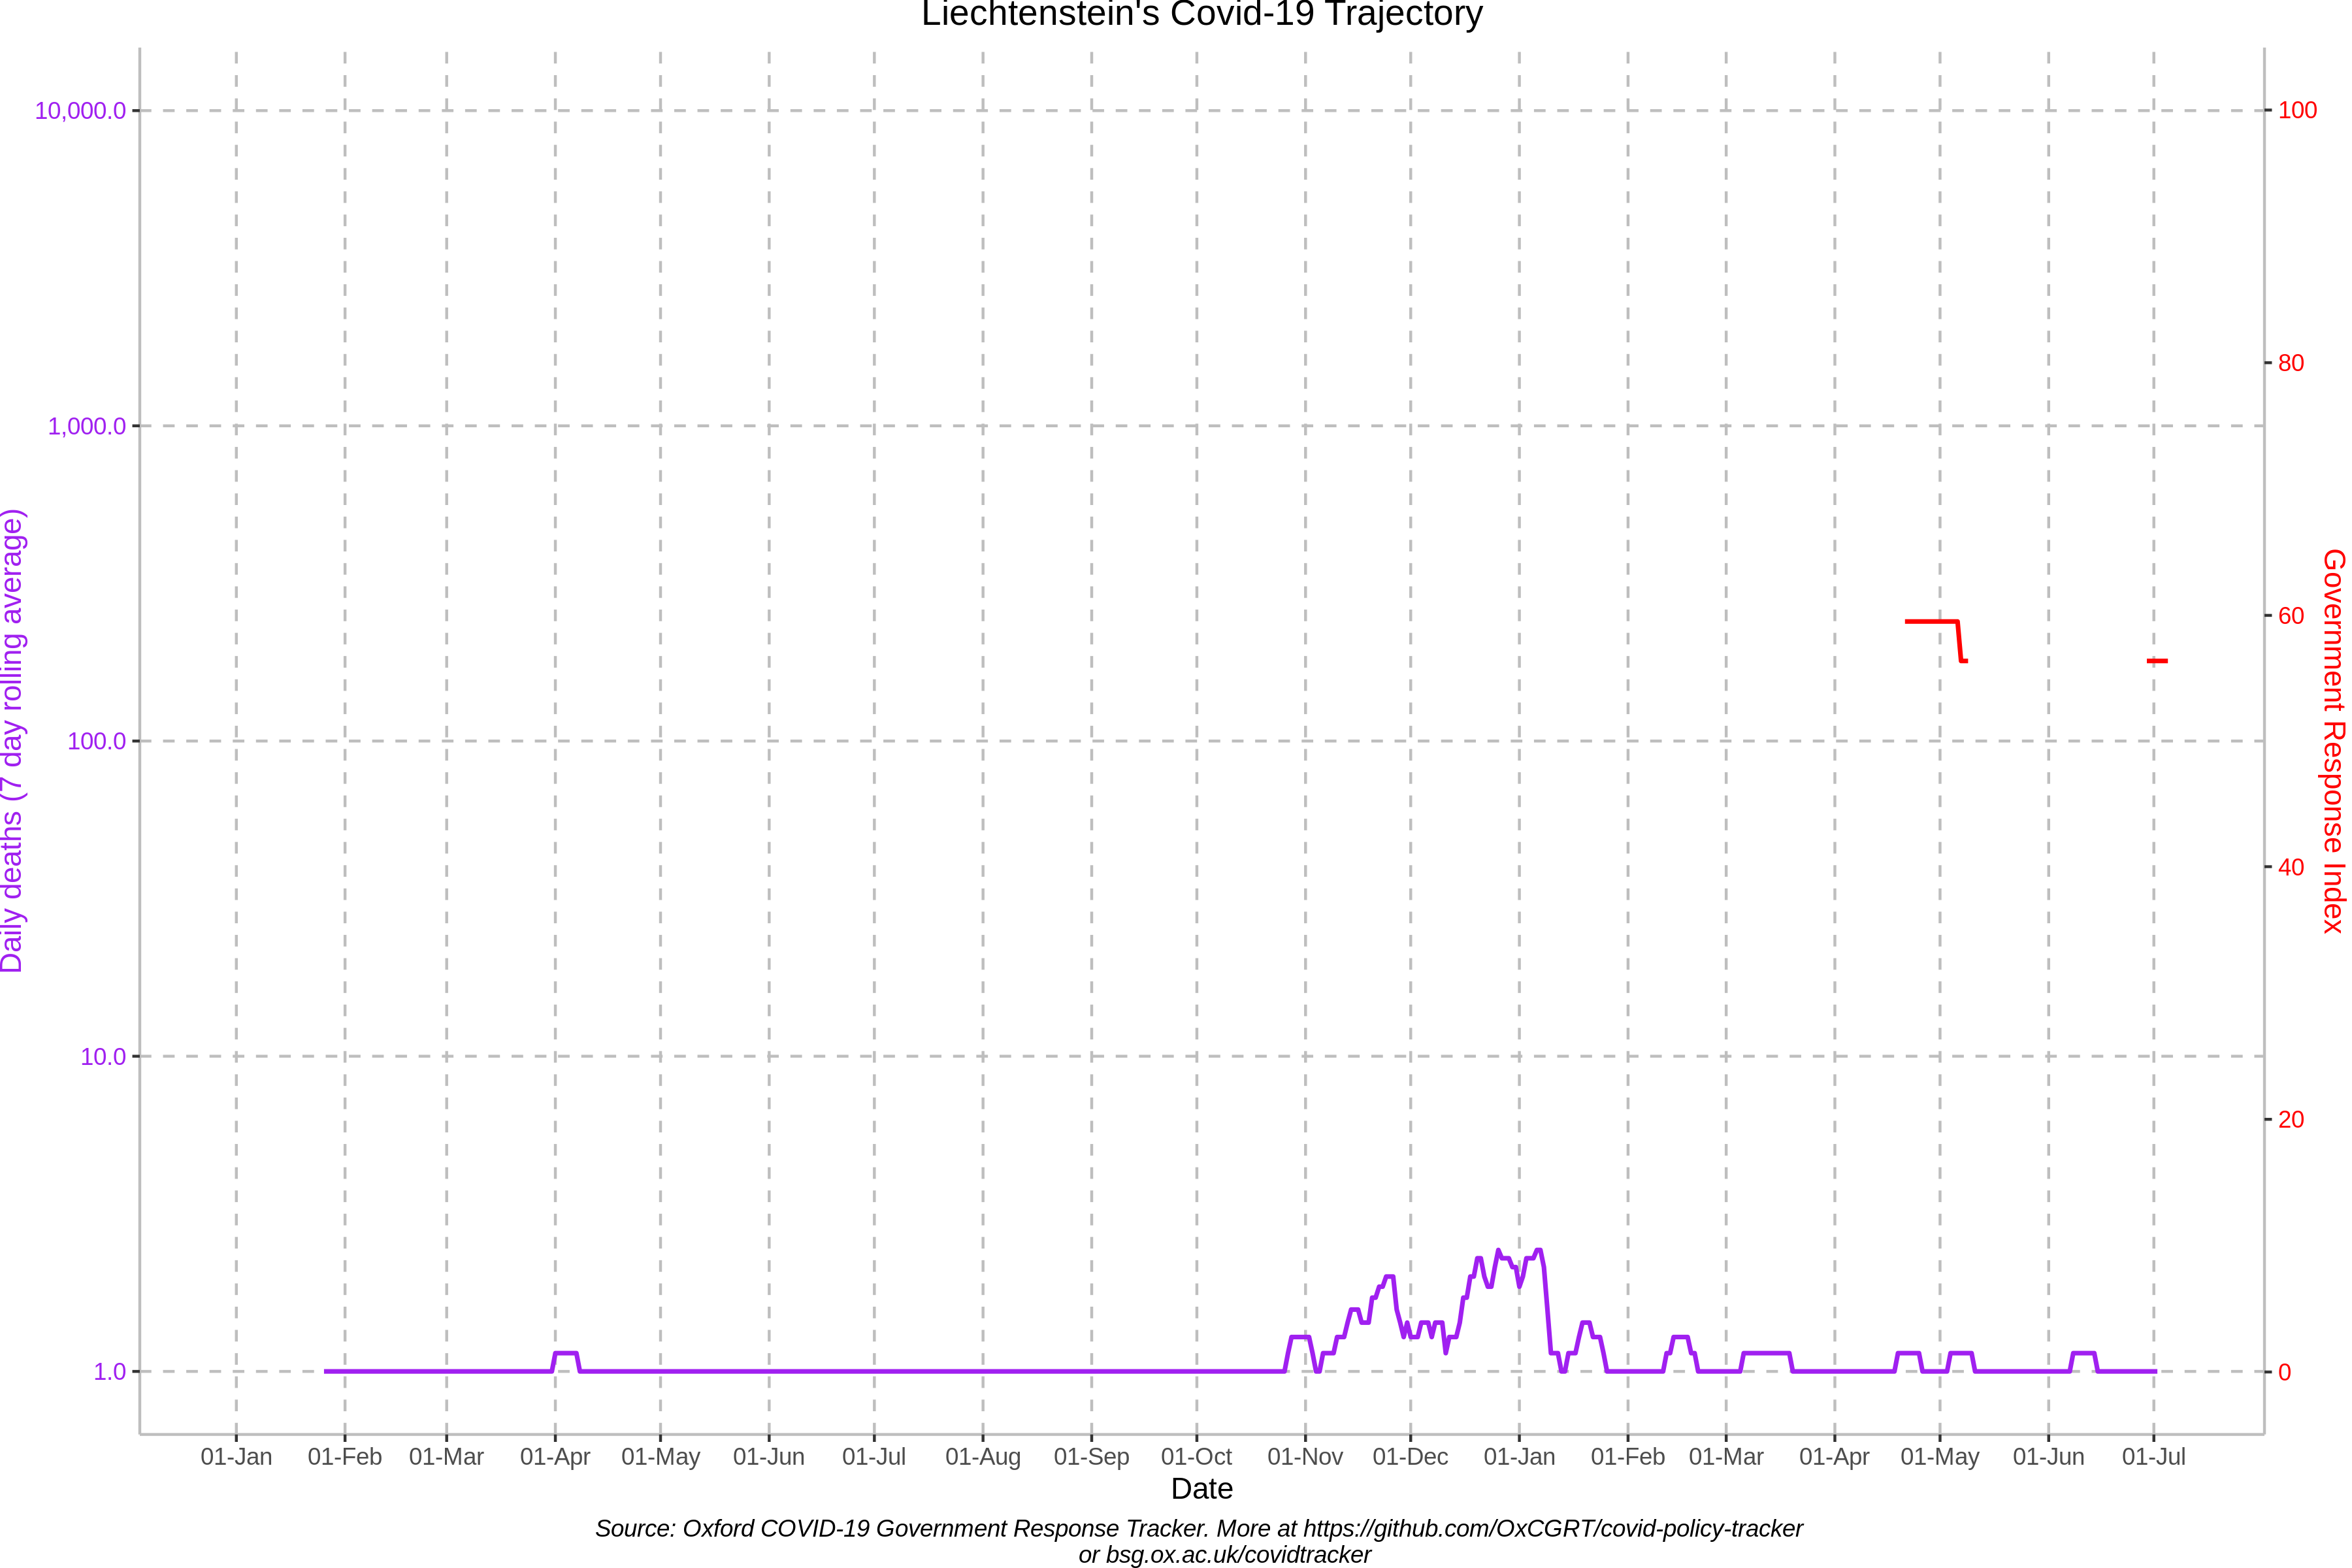 Liechtenstein's Covid-19 Trajectory
10,000.0
1,000.0
100.0
10.0
1.0
Daily deaths (7 day rolling average)
100
80
60
40
20
0
Government Response Index
01-Jan 01-Feb 01-Mar 01-Apr 01-May 01-Jun 01-Jul 01-Aug 01-Sep 01-Oct 01-Nov 01-Dec 01-Jan 01-Feb 01-Mar 01-Apr 01-May 01-Jun 01-Jul
Date
Source: Oxford COVID-19 Government Response Tracker. More at https://github.com/OxCGRT/covid-policy-tracker
or bsg.ox.ac.uk/covidtracker